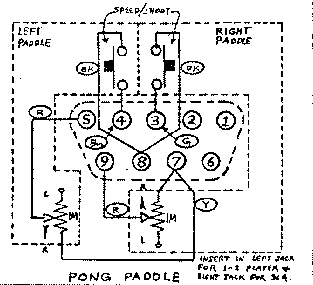 SPEED/SHOOT
LEFT
PADDLE
RIGHT
PADDLE
BK
BK
5
4
3
2
1
R
G
9
8
7
6
R
Y
L
M
R
R
M
L
INSERT IN LEFT JACK
FOR 1-2 PLAYER &
RIGHT JACK FOR 3&4.
PONG PADDLE